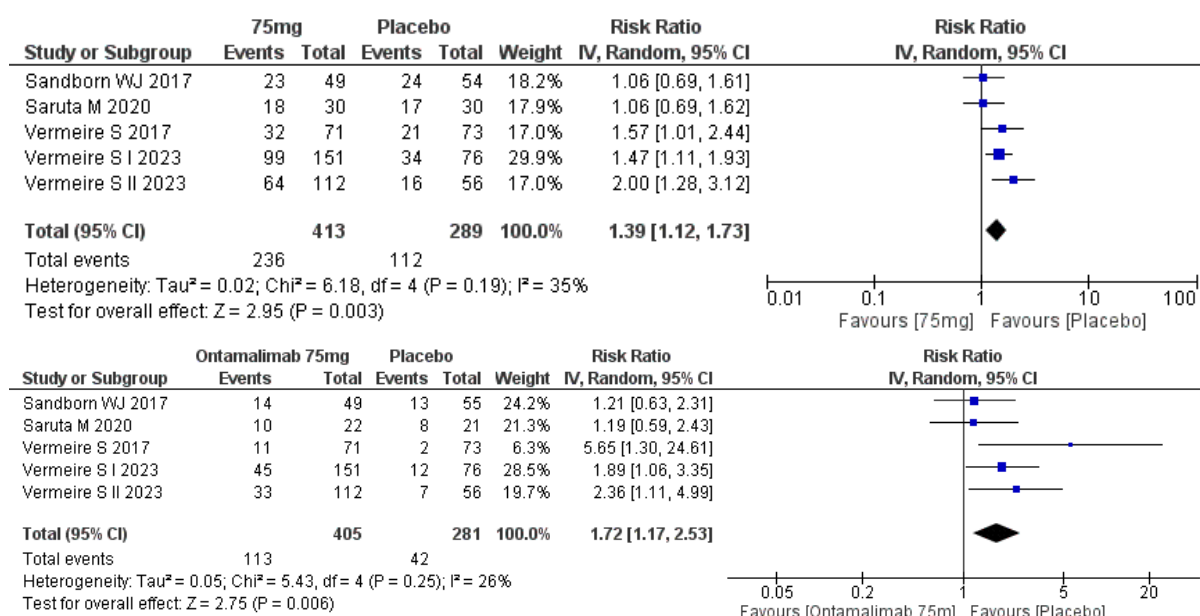 75mg Placebo Risk Ratio Risk Ratio
Study or Subgroup Events Total Events Total Weight IV, Random, 95% CI IV, Random, 95% CI
Sandborn WJ 2017 23 49 24 54 18.2% 1.06 [0.69, 1.61]
Saruta M 2020 18 30 17 30 17.9% 1.06 [0.69, 1.62]
Vermeire S 2017 32 71 21 73 17.0% 1.57 [1.01, 2.44]
Vermeire S I 2023 99 151 34 76 29.9% 1.47 [1.11, 1.93]
Vermeire S II 2023 64 112 16 56 17.0% 2.00 [1.28, 3.12]
Total (95% CI) 413 289 100.0% 1.39 [1.12, 1.73]
Total events 236 112
Heterogeneity: Tau² = 0.02; Chi² = 6.18, df = 4 (P = 0.19); I² = 35%
Test for overall effect: Z = 2.95 (P = 0.003)
0.01 0.1 1 10 100
Favours [75mg] Favours [Placebo]
Ontamalimab 75mg Placebo Risk Ratio Risk Ratio
Study or Subgroup Events Total Events Total Weight IV, Random, 95% CI IV, Random, 95% CI
Sandborn WJ 2017 14 49 13 55 24.2% 1.21 [0.63, 2.31]
Saruta M 2020 10 22 8 21 21.3% 1.19 [0.59, 2.43]
Vermeire S 2017 11 71 2 73 6.3% 5.65 [1.30, 24.61]
Vermeire S I 2023 45 151 12 76 28.5% 1.89 [1.06, 3.35]
Vermeire S II 2023 33 112 7 56 19.7% 2.36 [1.11, 4.99]
Total (95% CI) 405 281 100.0% 1.72 [1.17, 2.53]
Total events 113 42
Heterogeneity: Tau² = 0.05; Chi² = 5.43, df = 4 (P = 0.25); I² = 26%
Test for overall effect: Z = 2.75 (P = 0.006)
0.05 0.2 1 5 20
Favours [Ontamalimab 75m] Favours [Placebo]